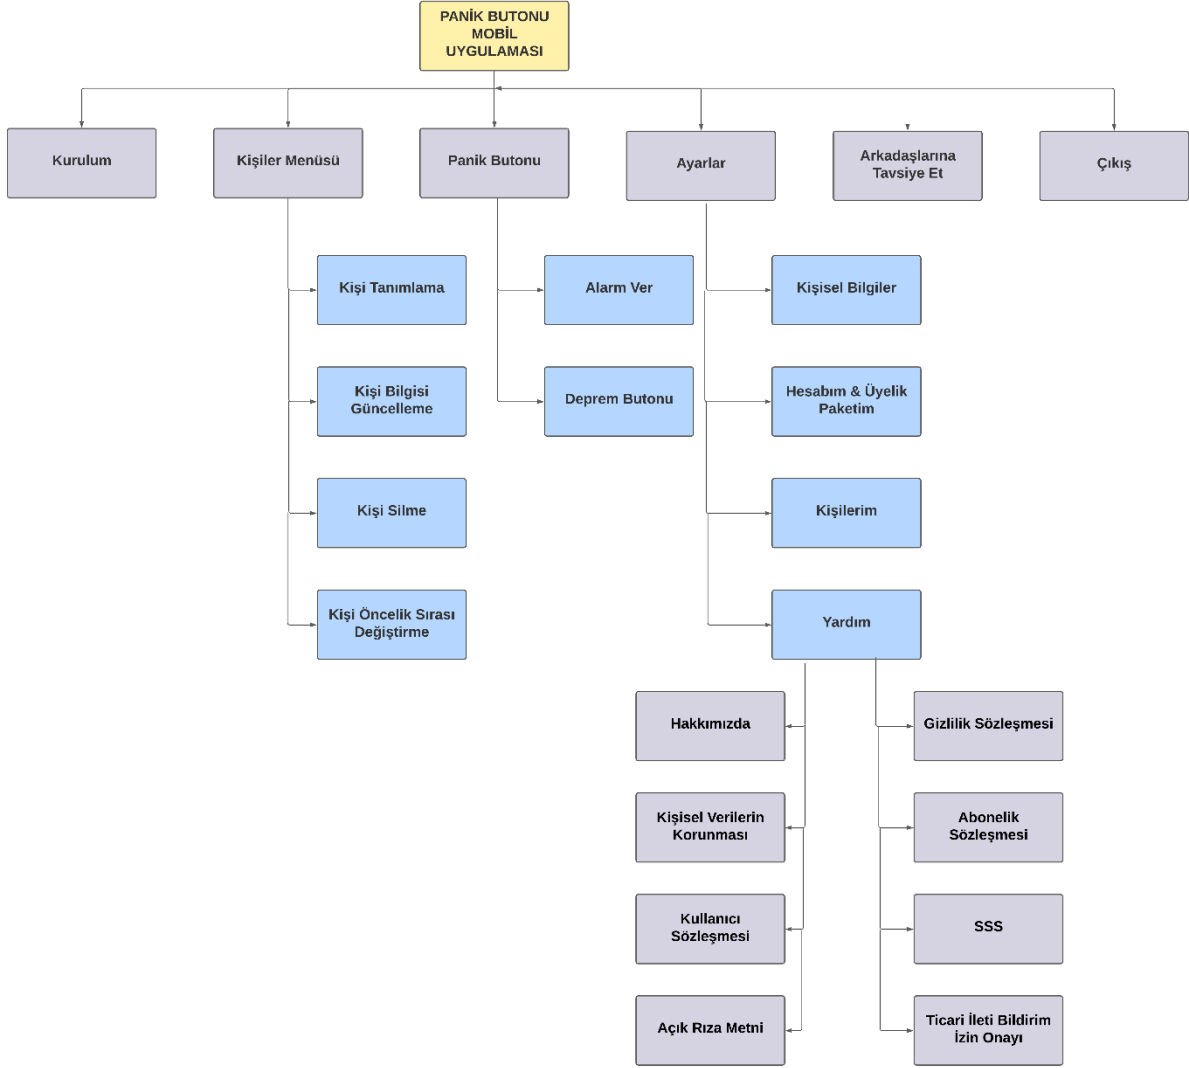 PANİK BUTONU
MOBİL
UYGULAMASI
Kurulum
Kişiler Menüsü
Panik Butonu
Ayarlar
Arkadaşlarına
Tavsiye Et
Çıkış
Kişi Tanımlama
Alarm Ver
Kişisel Bilgiler
Kişi Bilgisi
Güncelleme
Deprem Butonu
Hesabım & Üyelik
Paketim
Kişi Silme
Kişilerim
Kişi Öncelik Sırası
Değiştirme
Yardım
Hakkımızda
Gizlilik Sözleşmesi
Kişisel Verilerin
Korunması
Abonelik
Sözleşmesi
Kullanıcı
Sözleşmesi
SSS
Açık Rıza Metni
Ticari İleti Bildirim
İzin Onayı